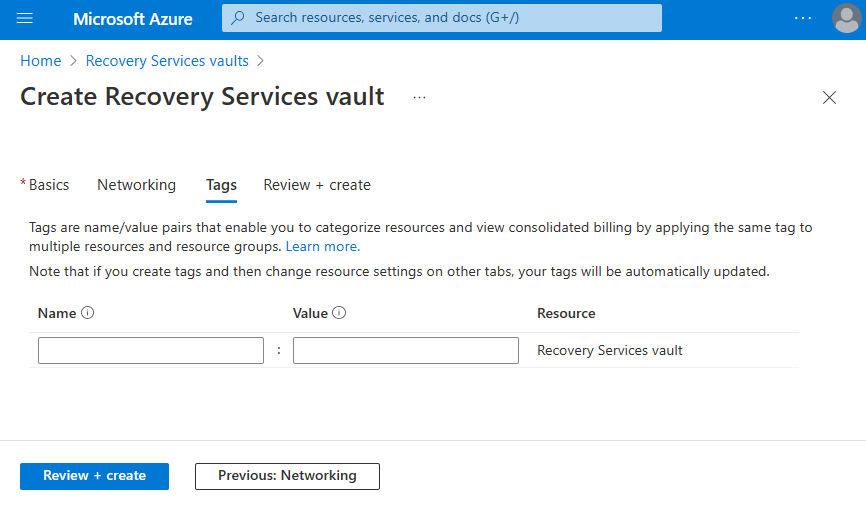 Microsoft Azure
Search resources, services, and docs (G+/)
Home > Recovery Services vaults >
Create Recovery Services vault ...
* Basics Networking Tags Review + create
Tags are name/value pairs that enable you to categorize resources and view consolidated billing by applying the same tag to
multiple resources and resource groups. Learn more.
Note that if you create tags and then change resource settings on other tabs, your tags will be automatically updated.
Name Value Resource
: Recovery Services vault
Review + create Previous: Networking